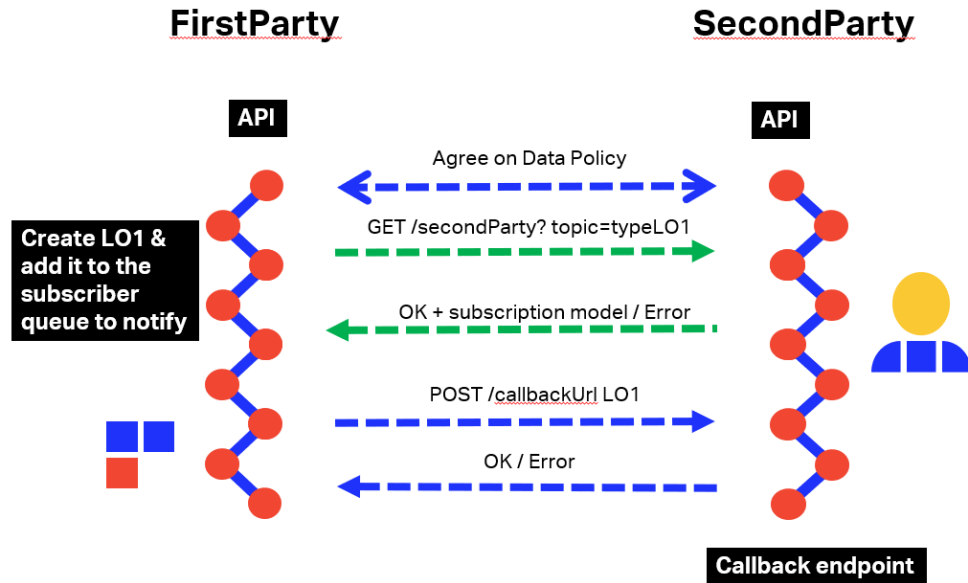 FirstParty
SecondParty
API
API
Agree on Data Policy
GET /secondParty? topic=typeLO1
Create LO1 &
add it to the
subscriber
queue to notify
OK + subscription model / Error
POST /callbackUrl LO1
OK / Error
Callback endpoint